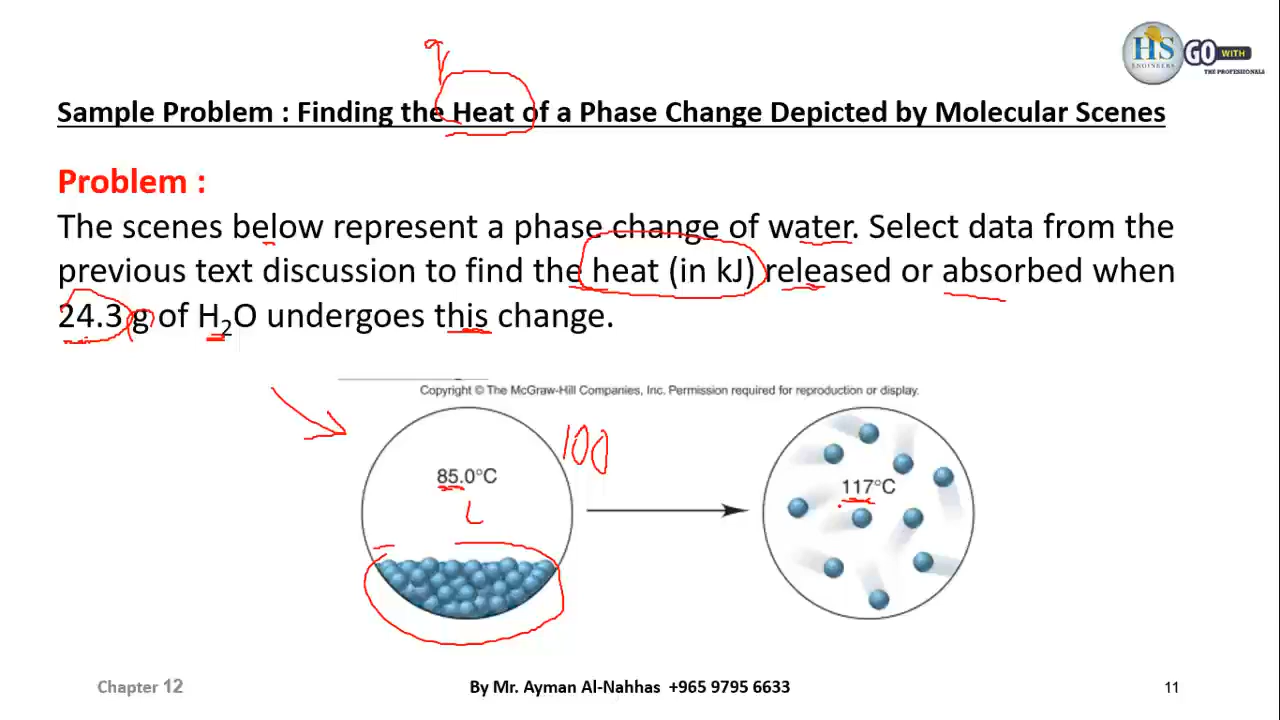 HS
ENGINEERS
GO WITH
THE PROFESSIONALS
q
Sample Problem : Finding the Heat of a Phase Change Depicted by Molecular Scenes
Problem :
The scenes below represent a phase change of water. Select data from the
previous text discussion to find the heat (in kJ) released or absorbed when
24.3 g of H₂O undergoes this change.
Copyright © The McGraw-Hill Companies, Inc. Permission required for reproduction or display.
100
85.0°C
117°C
L
Chapter 12
By Mr. Ayman Al-Nahhas +965 9795 6633
11